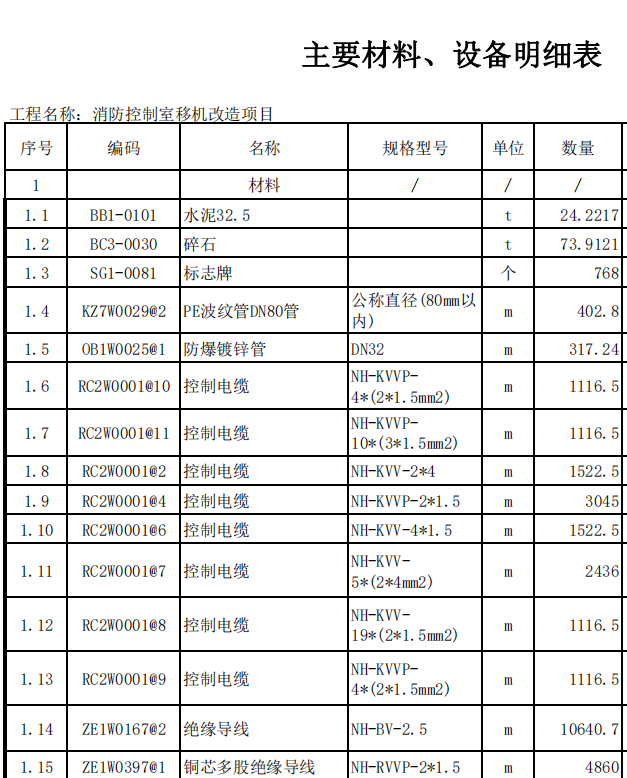 主要材料、设备明细表
工程名称：消防控制室移机改造项目
序号 编码 名称 规格型号 单位 数量
1 材料 / / /
1.1 BB1-0101 水泥32.5 t 24.2217
1.2 BC3-0030 碎石 t 73.9121
1.3 SG1-0081 标志牌 个 768
1.4 KZ7W0029@2 PE波纹管DN80管 公称直径(80mm以
内) m 402.8
1.5 OB1W0025@1 防爆镀锌管 DN32 m 317.24
1.6 RC2W0001@10 控制电缆 NH-KVVP-
4*(2*1.5mm2) m 1116.5
1.7 RC2W0001@11 控制电缆 NH-KVVP-
10*(3*1.5mm2) m 1116.5
1.8 RC2W0001@2 控制电缆 NH-KVV-2*4 m 1522.5
1.9 RC2W0001@4 控制电缆 NH-KVVP-2*1.5 m 3045
1.10 RC2W0001@6 控制电缆 NH-KVV-4*1.5 m 1522.5
1.11 RC2W0001@7 控制电缆 NH-KVV-
5*(2*4mm2) m 2436
1.12 RC2W0001@8 控制电缆 NH-KVV-
19*(2*1.5mm2) m 1116.5
1.13 RC2W0001@9 控制电缆 NH-KVVP-
4*(2*1.5mm2) m 1116.5
1.14 ZE1W0167@2 绝缘导线 NH-BV-2.5 m 10640.7
1.15 ZE1W0397@1 铜芯多股绝缘导线 NH-RVVP-2*1.5 m 4860